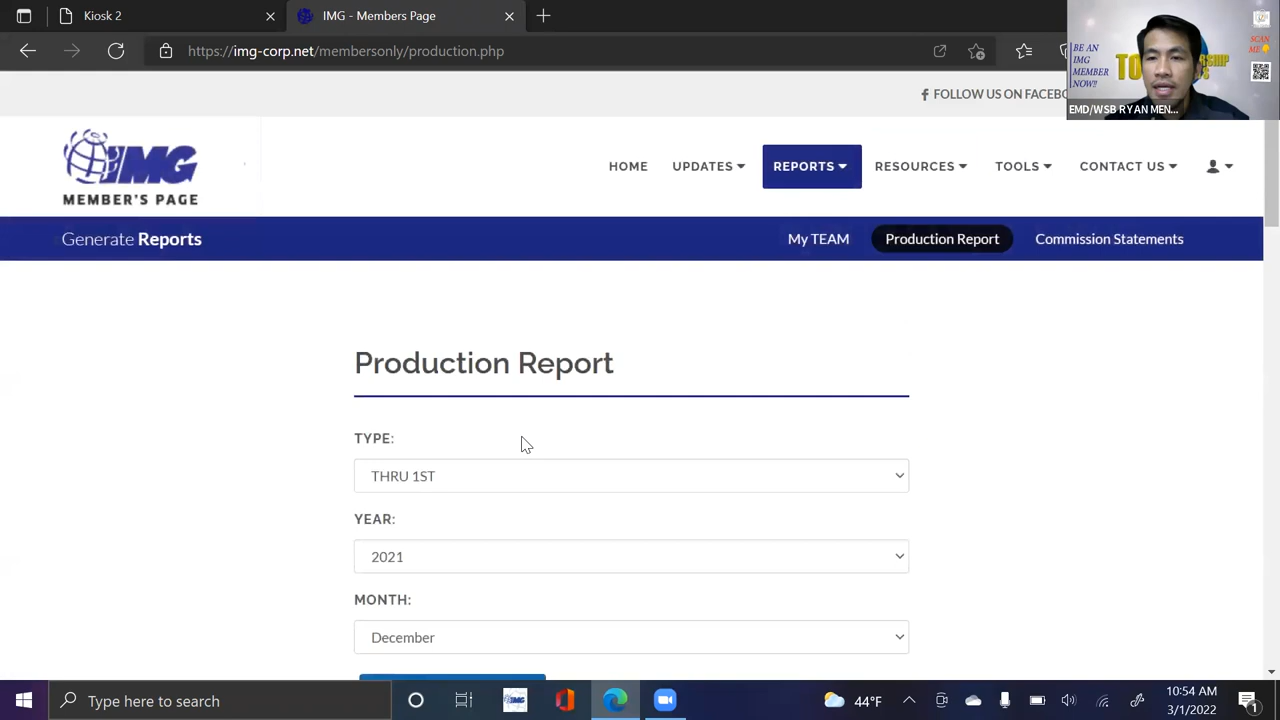 Kiosk 2
IMG - Members Page
https://img-corp.net/membersonly/production.php
BE AN
IMG
MEMBER
NOW!!
SCAN
EMD/WSB RYAN MEN...
FOLLOW US ON FACEBO
IMG
MEMBER'S PAGE
HOME
UPDATES
REPORTS
RESOURCES
TOOLS
CONTACT US
Generate Reports
My TEAM
Production Report
Commission Statements
Production Report
TYPE:
THRU 1ST
YEAR:
2021
MONTH:
December
Type here to search
44°F
10:54 AM
3/1/2022
1